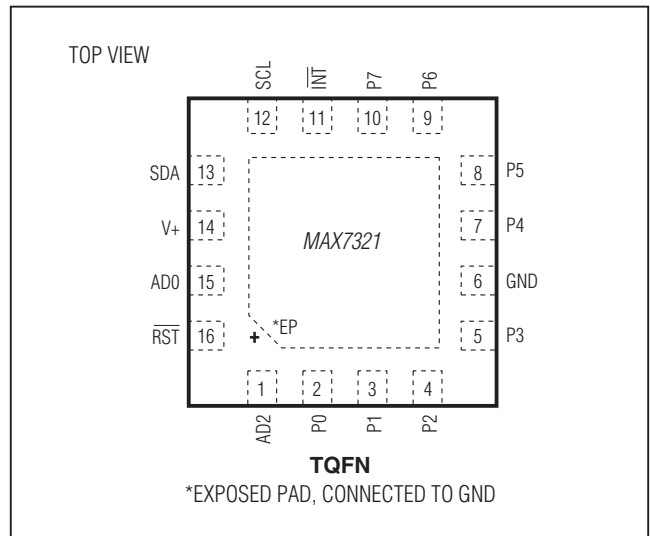 TOP VIEW
SCL
I̅N̅T̅
P7
P6
12
11
10
9
SDA
13
V+
14
AD0
15
R̅S̅T̅
16
MAX7321
8
P5
7
P4
6
GND
5
P3
+
*EP
1
2
3
4
AD2
P0
P1
P2
TQFN
*EXPOSED PAD, CONNECTED TO GND